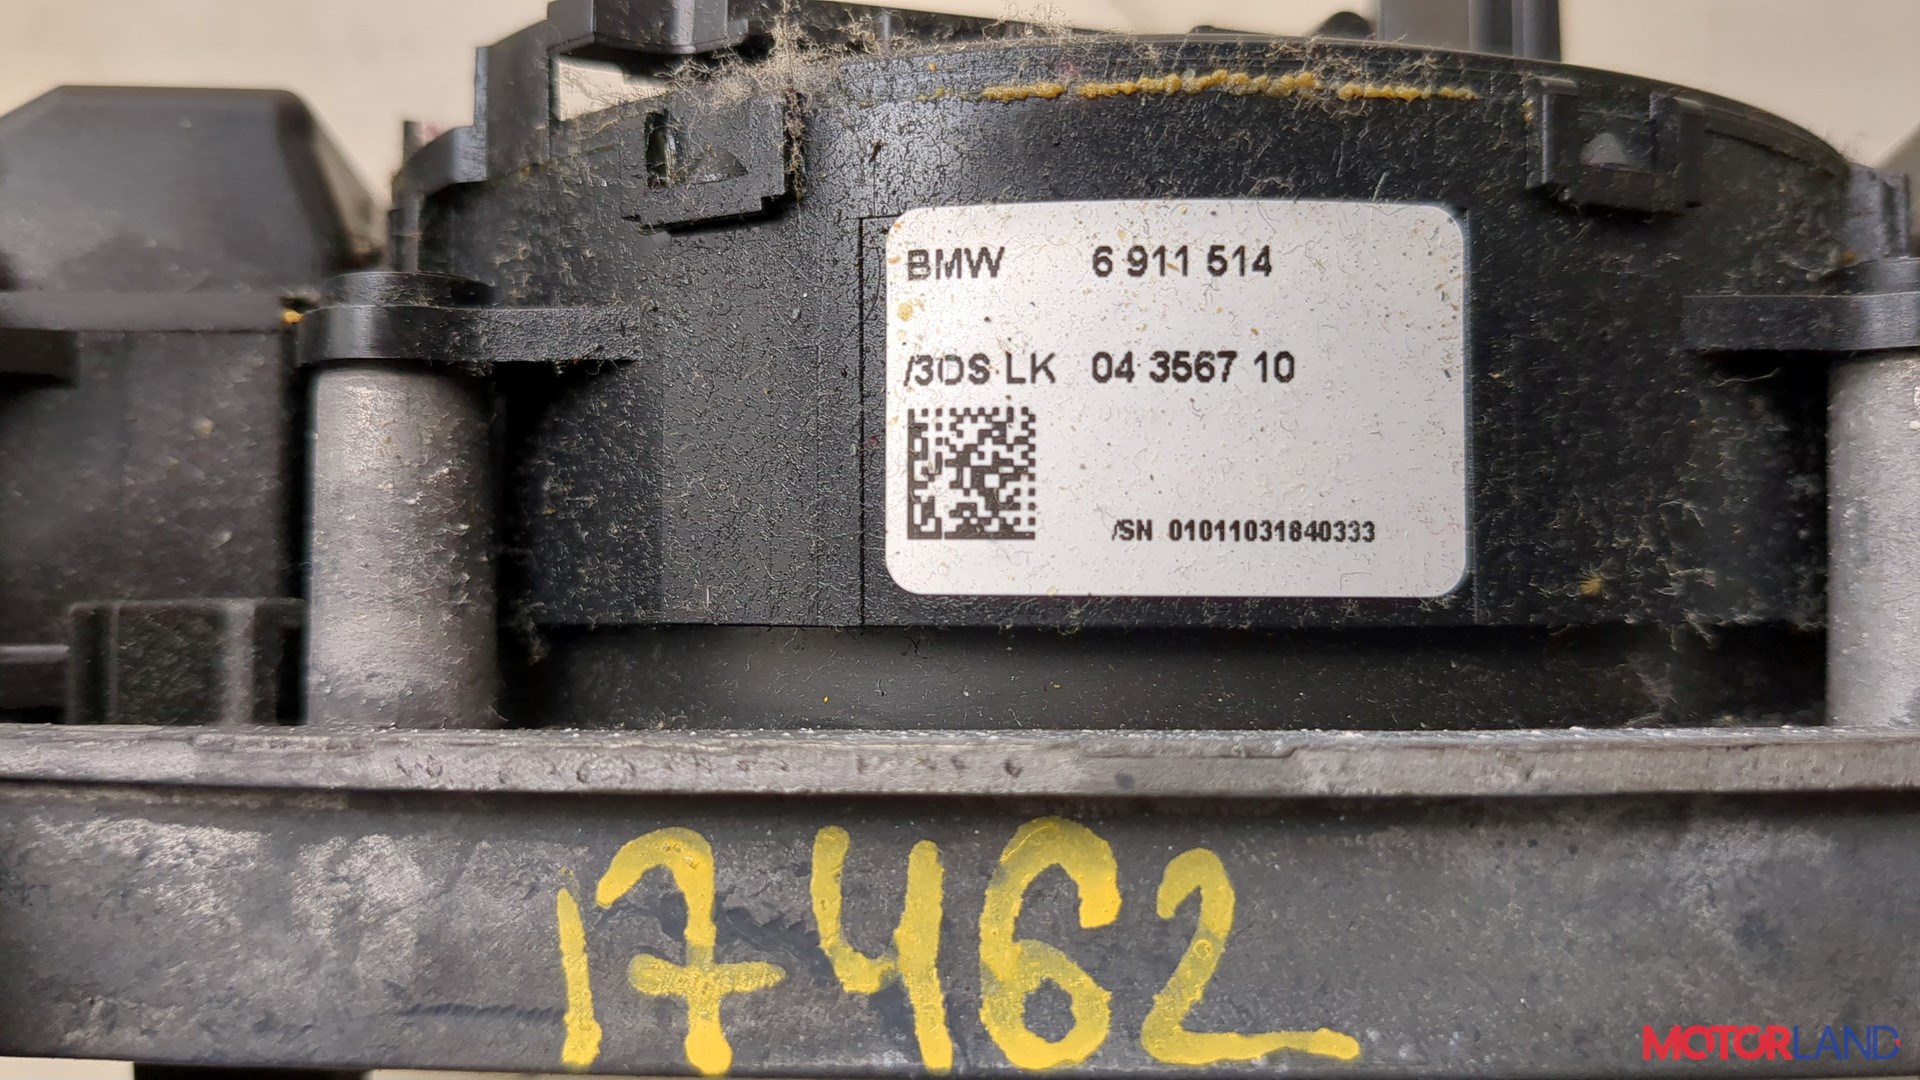 BMW 6 911 514
/3DS LK 04 3567 10
/SN 01011031840333
17462
MOTORLAND